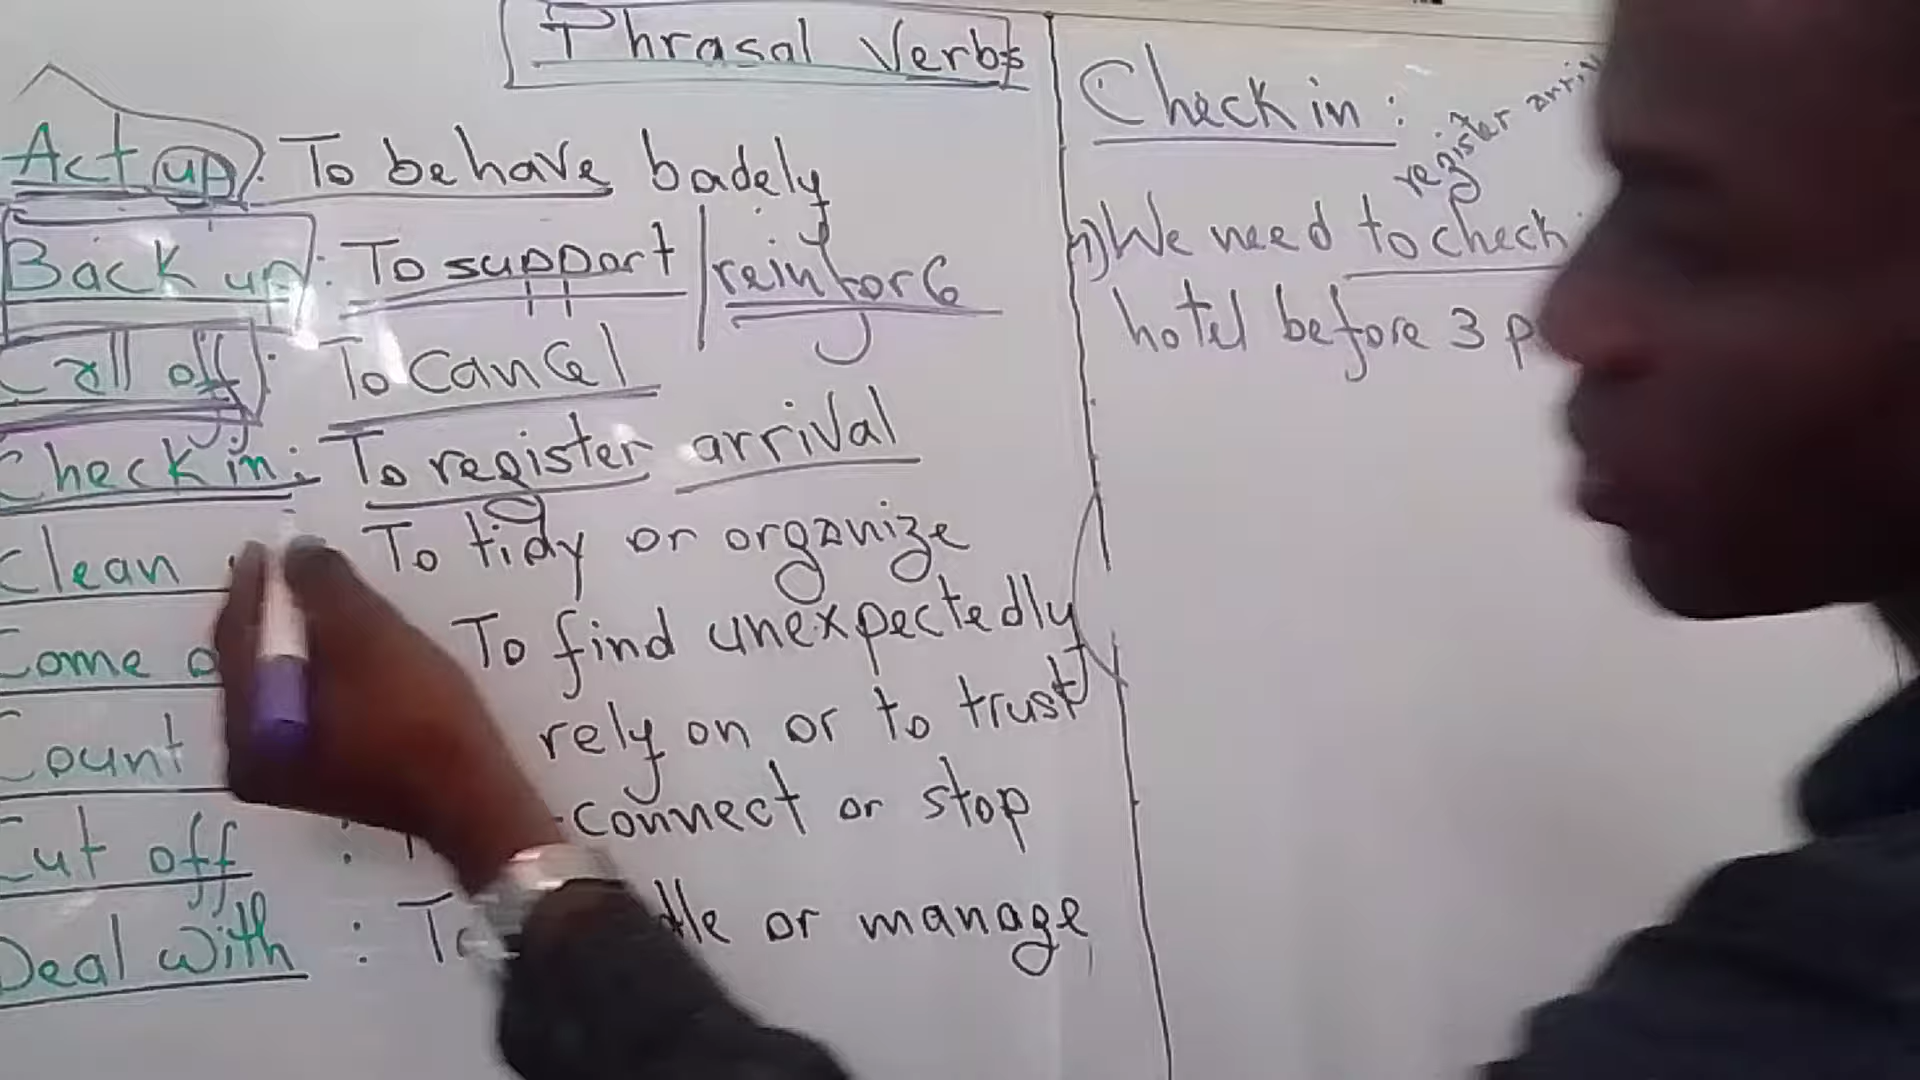 Phrasal Verbs
Act up: To behave badely
Back up: To support / reinforce
Call off: To cancel
Check in: To register arrival
Clean To tidy or organize
Come To find unexpectedly
Count rely on or to trust
Cut off : connect or stop
Deal with : To or manage
Check in:
register
1) We need to check
hotel before 3